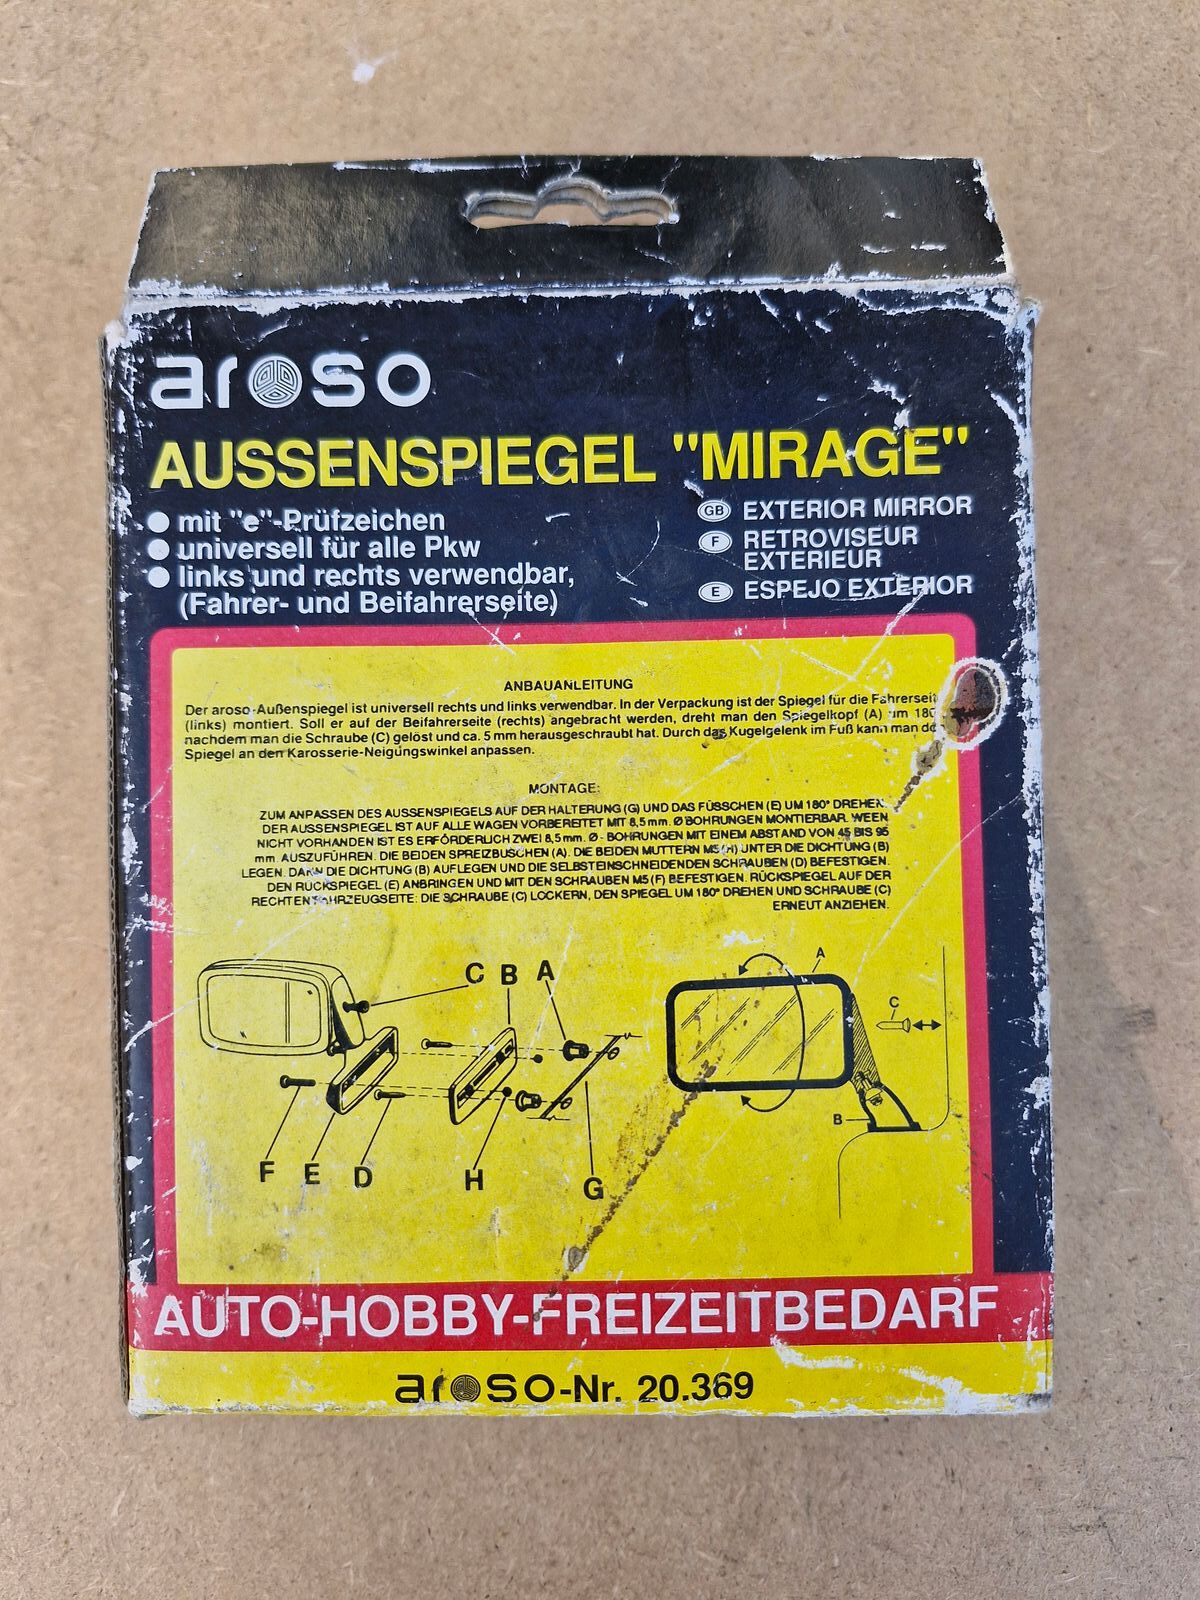 aroso
AUSSENSPIEGEL "MIRAGE"
● mit "e"-Prüfzeichen
● universell für alle Pkw
● links und rechts verwendbar,
(Fahrer- und Beifahrerseite)
GB EXTERIOR MIRROR
F RETROVISEUR
EXTERIEUR
E ESPEJO EXTERIOR
ANBAUANLEITUNG
Der aroso-Außenspiegel ist universell rechts und links verwendbar. In der Verpackung ist der Spiegel für die Fahrerseit
(links) montiert. Soll er auf der Beifahrerseite (rechts) angebracht werden, dreht man den Spiegelkopf (A) um 180
nachdem man die Schraube (C) gelöst und ca. 5 mm herausgeschraubt hat. Durch das Kugelgelenk im Fuß kann man de
Spiegel an den Karosserie-Neigungswinkel anpassen.
MONTAGE:
ZUM ANPASSEN DES AUSSENSPIEGELS AUF DER HALTERUNG (G) UND DAS FÜSSCHEN (E) UM 180° DREHEN.
DER AUSSENSPIEGEL IST AUF ALLE WAGEN VORBEREITET MIT 8,5 mm. Ø BOHRUNGEN MONTIERBAR. WEEN
NICHT VORHANDEN IST ES ERFÖRDERLICH ZWEI 8,5 mm. Ø - BOHRUNGEN MIT EINEM ABSTAND VON 45 BIS 95
mm. AUSZUFÜHREN. DIE BEIDEN SPREIZBUSCHEN (A). DIE BEIDEN MUTTERN M5 (H) UNTER DIE DICHTUNG (B)
LEGEN. DANN DIE DICHTUNG (B) AUFLEGEN UND DIE SELBSTEINSCHNEIDENDEN SCHRAUBEN (D) BEFESTIGEN.
DEN RUCKSPIEGEL (E) ANBRINGEN UND MIT DEN SCHRAUBEN M5 (F) BEFESTIGEN. RÜCKSPIEGEL AUF DER
RECHTEN FAHRZEUGSEITE: DIE SCHRAUBE (C) LOCKERN, DEN SPIEGEL UM 180° DREHEN UND SCHRAUBE (C)
ERNEUT ANZIEHEN.
C B A
F E D H G
A
C
B
AUTO-HOBBY-FREIZEITBEDARF
aroso-Nr. 20.369